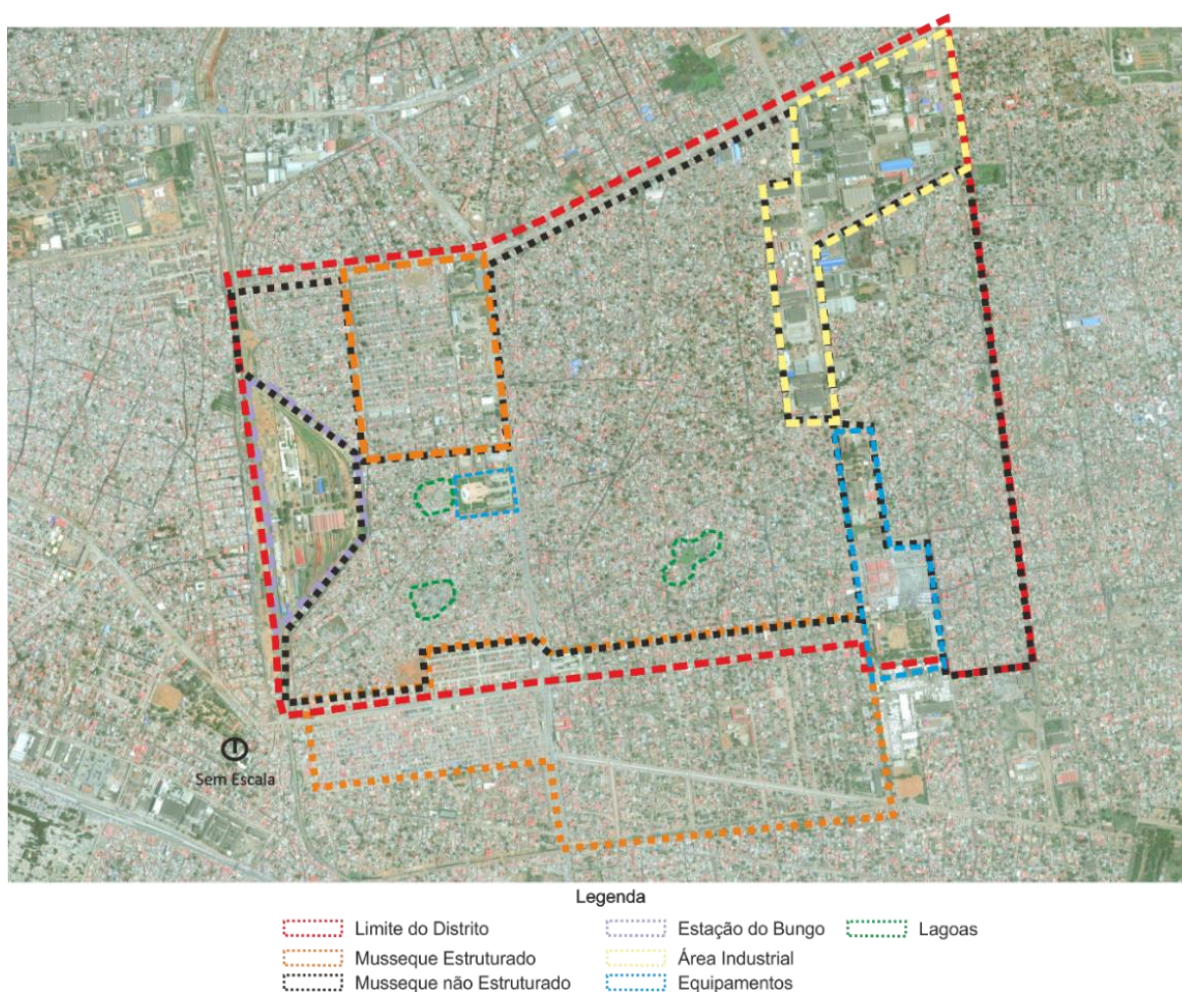 Sem Escala
Legenda
Limite do Distrito
Estação do Bungo
Lagoas
Musseque Estruturado
Área Industrial
Musseque não Estruturado
Equipamentos